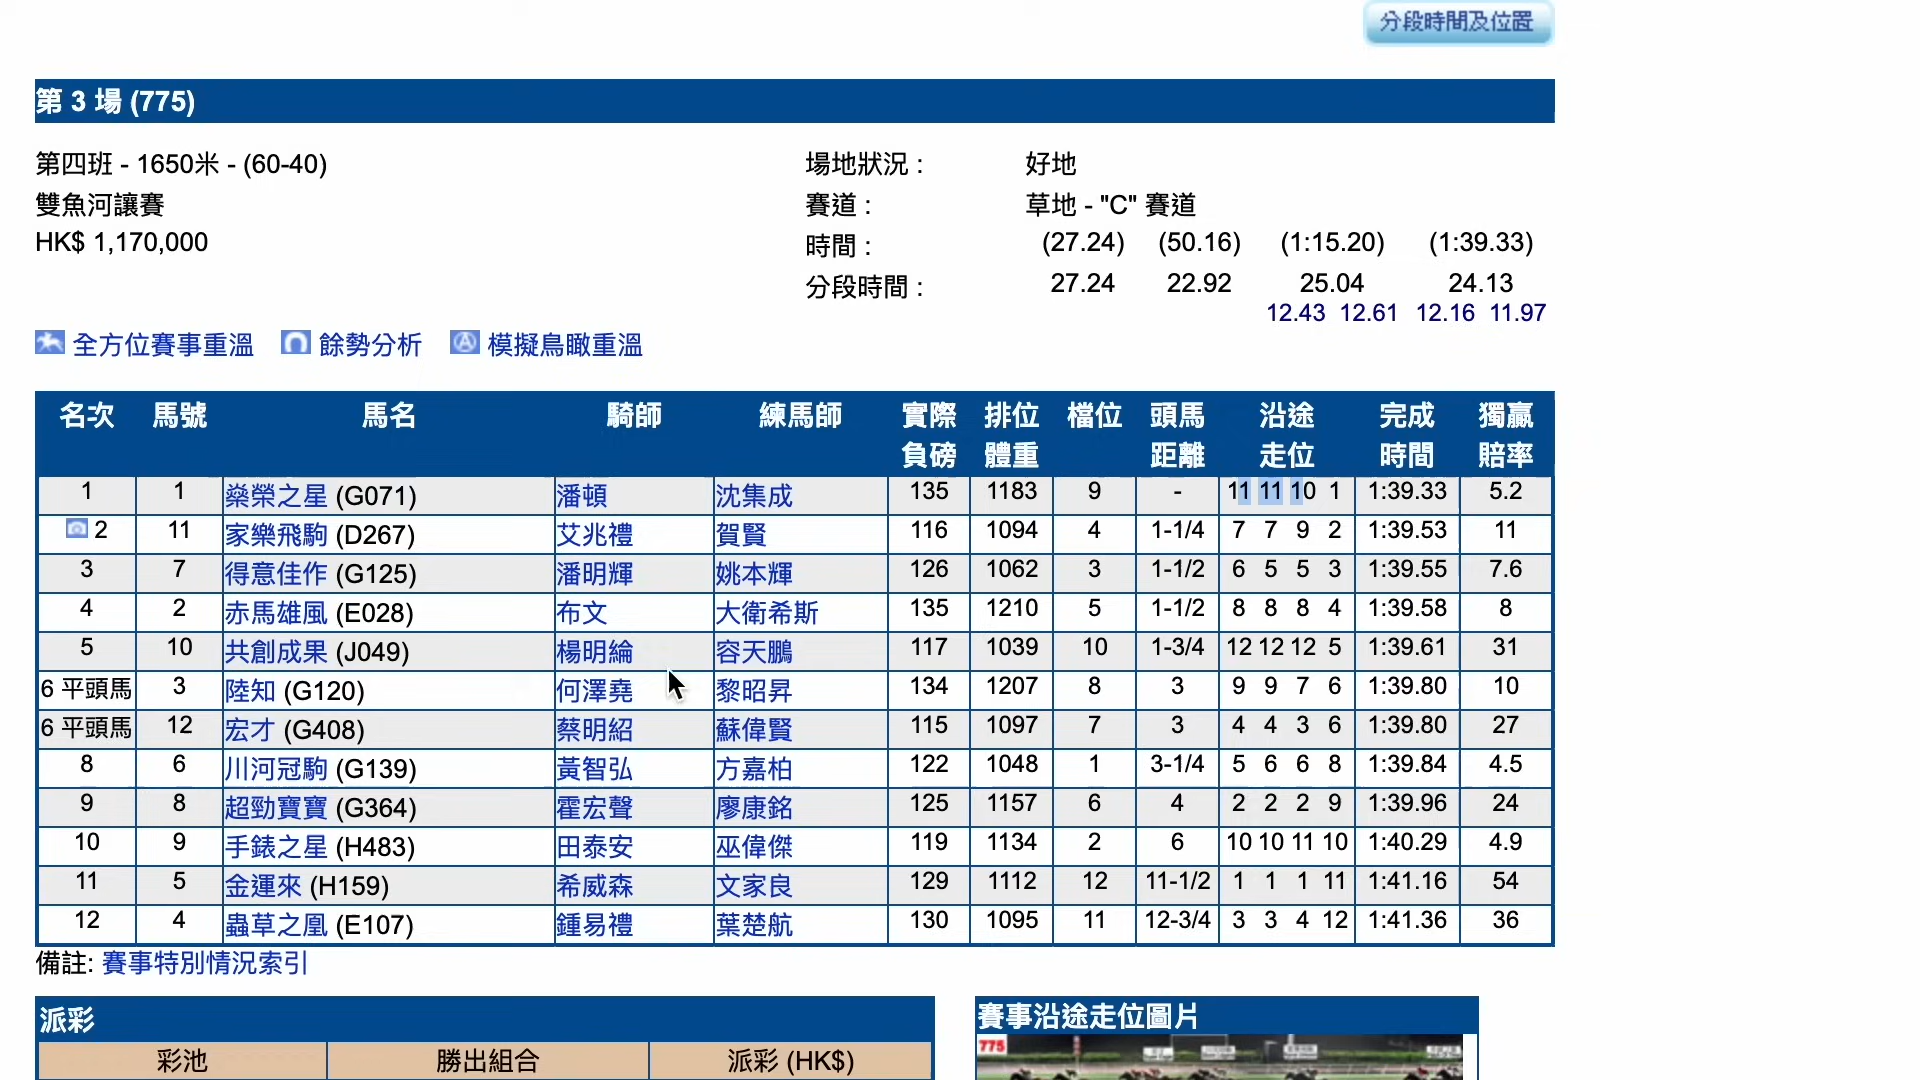 分段時間及位置
第 3 場 (775)
第四班 - 1650米 - (60-40) 場地狀況 : 好地
雙魚河讓賽 賽道 : 草地 - "C" 賽道
HK$ 1,170,000 時間 : (27.24) (50.16) (1:15.20) (1:39.33)
分段時間 : 27.24 22.92 25.04 24.13
12.43 12.61 12.16 11.97
全方位賽事重溫 餘勢分析 模擬鳥瞰重溫
名次 馬號 馬名 騎師 練馬師 實際 排位 檔位 頭馬 沿途 完成 獨贏
負磅 體重 距離 走位 時間 賠率
1 1 燊榮之星 (G071) 潘頓 沈集成 135 1183 9 - 11 11 10 1 1:39.33 5.2
2 11 家樂飛駒 (D267) 艾兆禮 賀賢 116 1094 4 1-1/4 7 7 9 2 1:39.53 11
3 7 得意佳作 (G125) 潘明輝 姚本輝 126 1062 3 1-1/2 6 5 5 3 1:39.55 7.6
4 2 赤馬雄風 (E028) 布文 大衛希斯 135 1210 5 1-1/2 8 8 8 4 1:39.58 8
5 10 共創成果 (J049) 楊明綸 容天鵬 117 1039 10 1-3/4 12 12 12 5 1:39.61 31
6 平頭馬 3 陸知 (G120) 何澤堯 黎昭昇 134 1207 8 3 9 9 7 6 1:39.80 10
6 平頭馬 12 宏才 (G408) 蔡明紹 蘇偉賢 115 1097 7 3 4 4 3 6 1:39.80 27
8 6 川河冠駒 (G139) 黃智弘 方嘉柏 122 1048 1 3-1/4 5 6 6 8 1:39.84 4.5
9 8 超勁寶寶 (G364) 霍宏聲 廖康銘 125 1157 6 4 2 2 2 9 1:39.96 24
10 9 手錶之星 (H483) 田泰安 巫偉傑 119 1134 2 6 10 10 11 10 1:40.29 4.9
11 5 金運來 (H159) 希威森 文家良 129 1112 12 11-1/2 1 1 1 11 1:41.16 54
12 4 蟲草之凰 (E107) 鍾易禮 葉楚航 130 1095 11 12-3/4 3 3 4 12 1:41.36 36
備註: 賽事特別情況索引
派彩 賽事沿途走位圖片
775
彩池 勝出組合 派彩 (HK$)